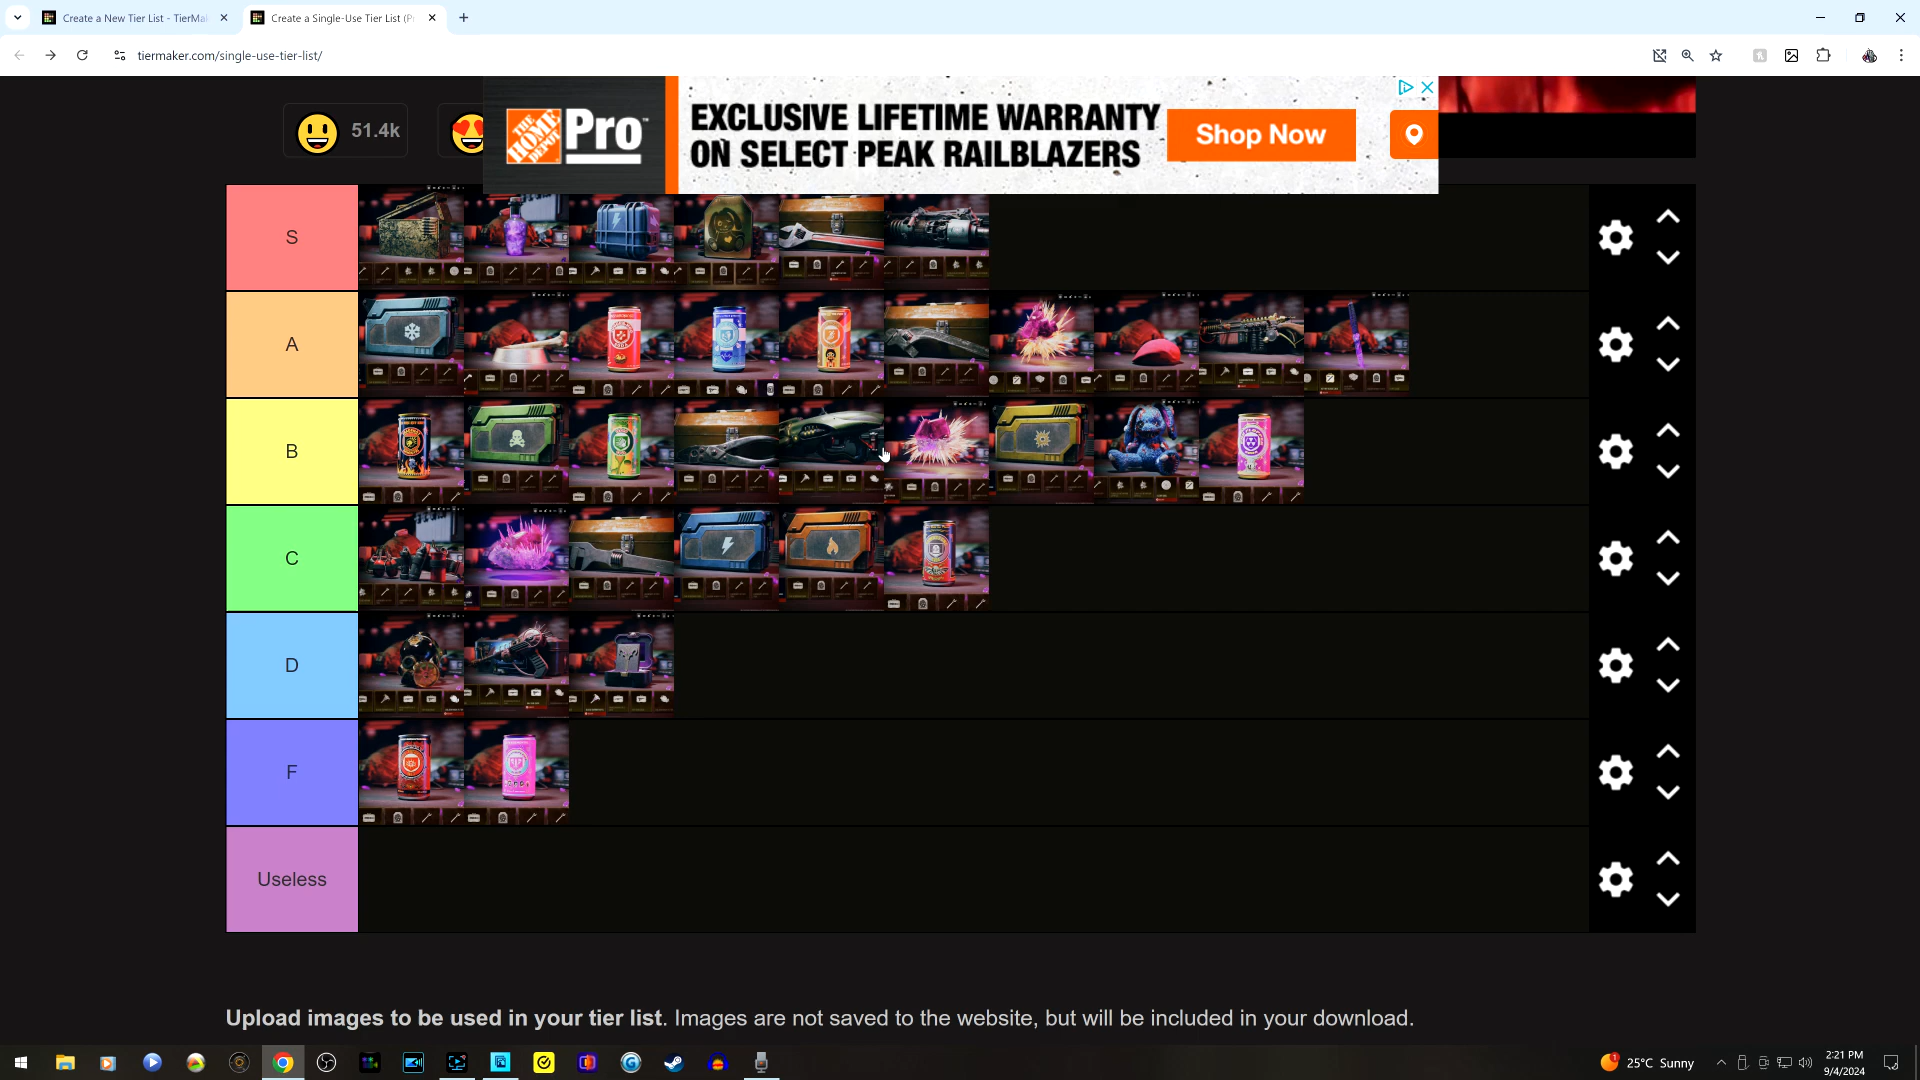 Create a New Tier List - TierMa
Create a Single-Use Tier List (P
tiermaker.com/single-use-tier-list/
51.4k
THE HOME DEPOT
Pro
EXCLUSIVE LIFETIME WARRANTY
ON SELECT PEAK RAILBLAZERS
Shop Now
S
A
B
C
D
F
Useless
Upload images to be used in your tier list. Images are not saved to the website, but will be included in your download.
25°C Sunny
2:21 PM
9/4/2024